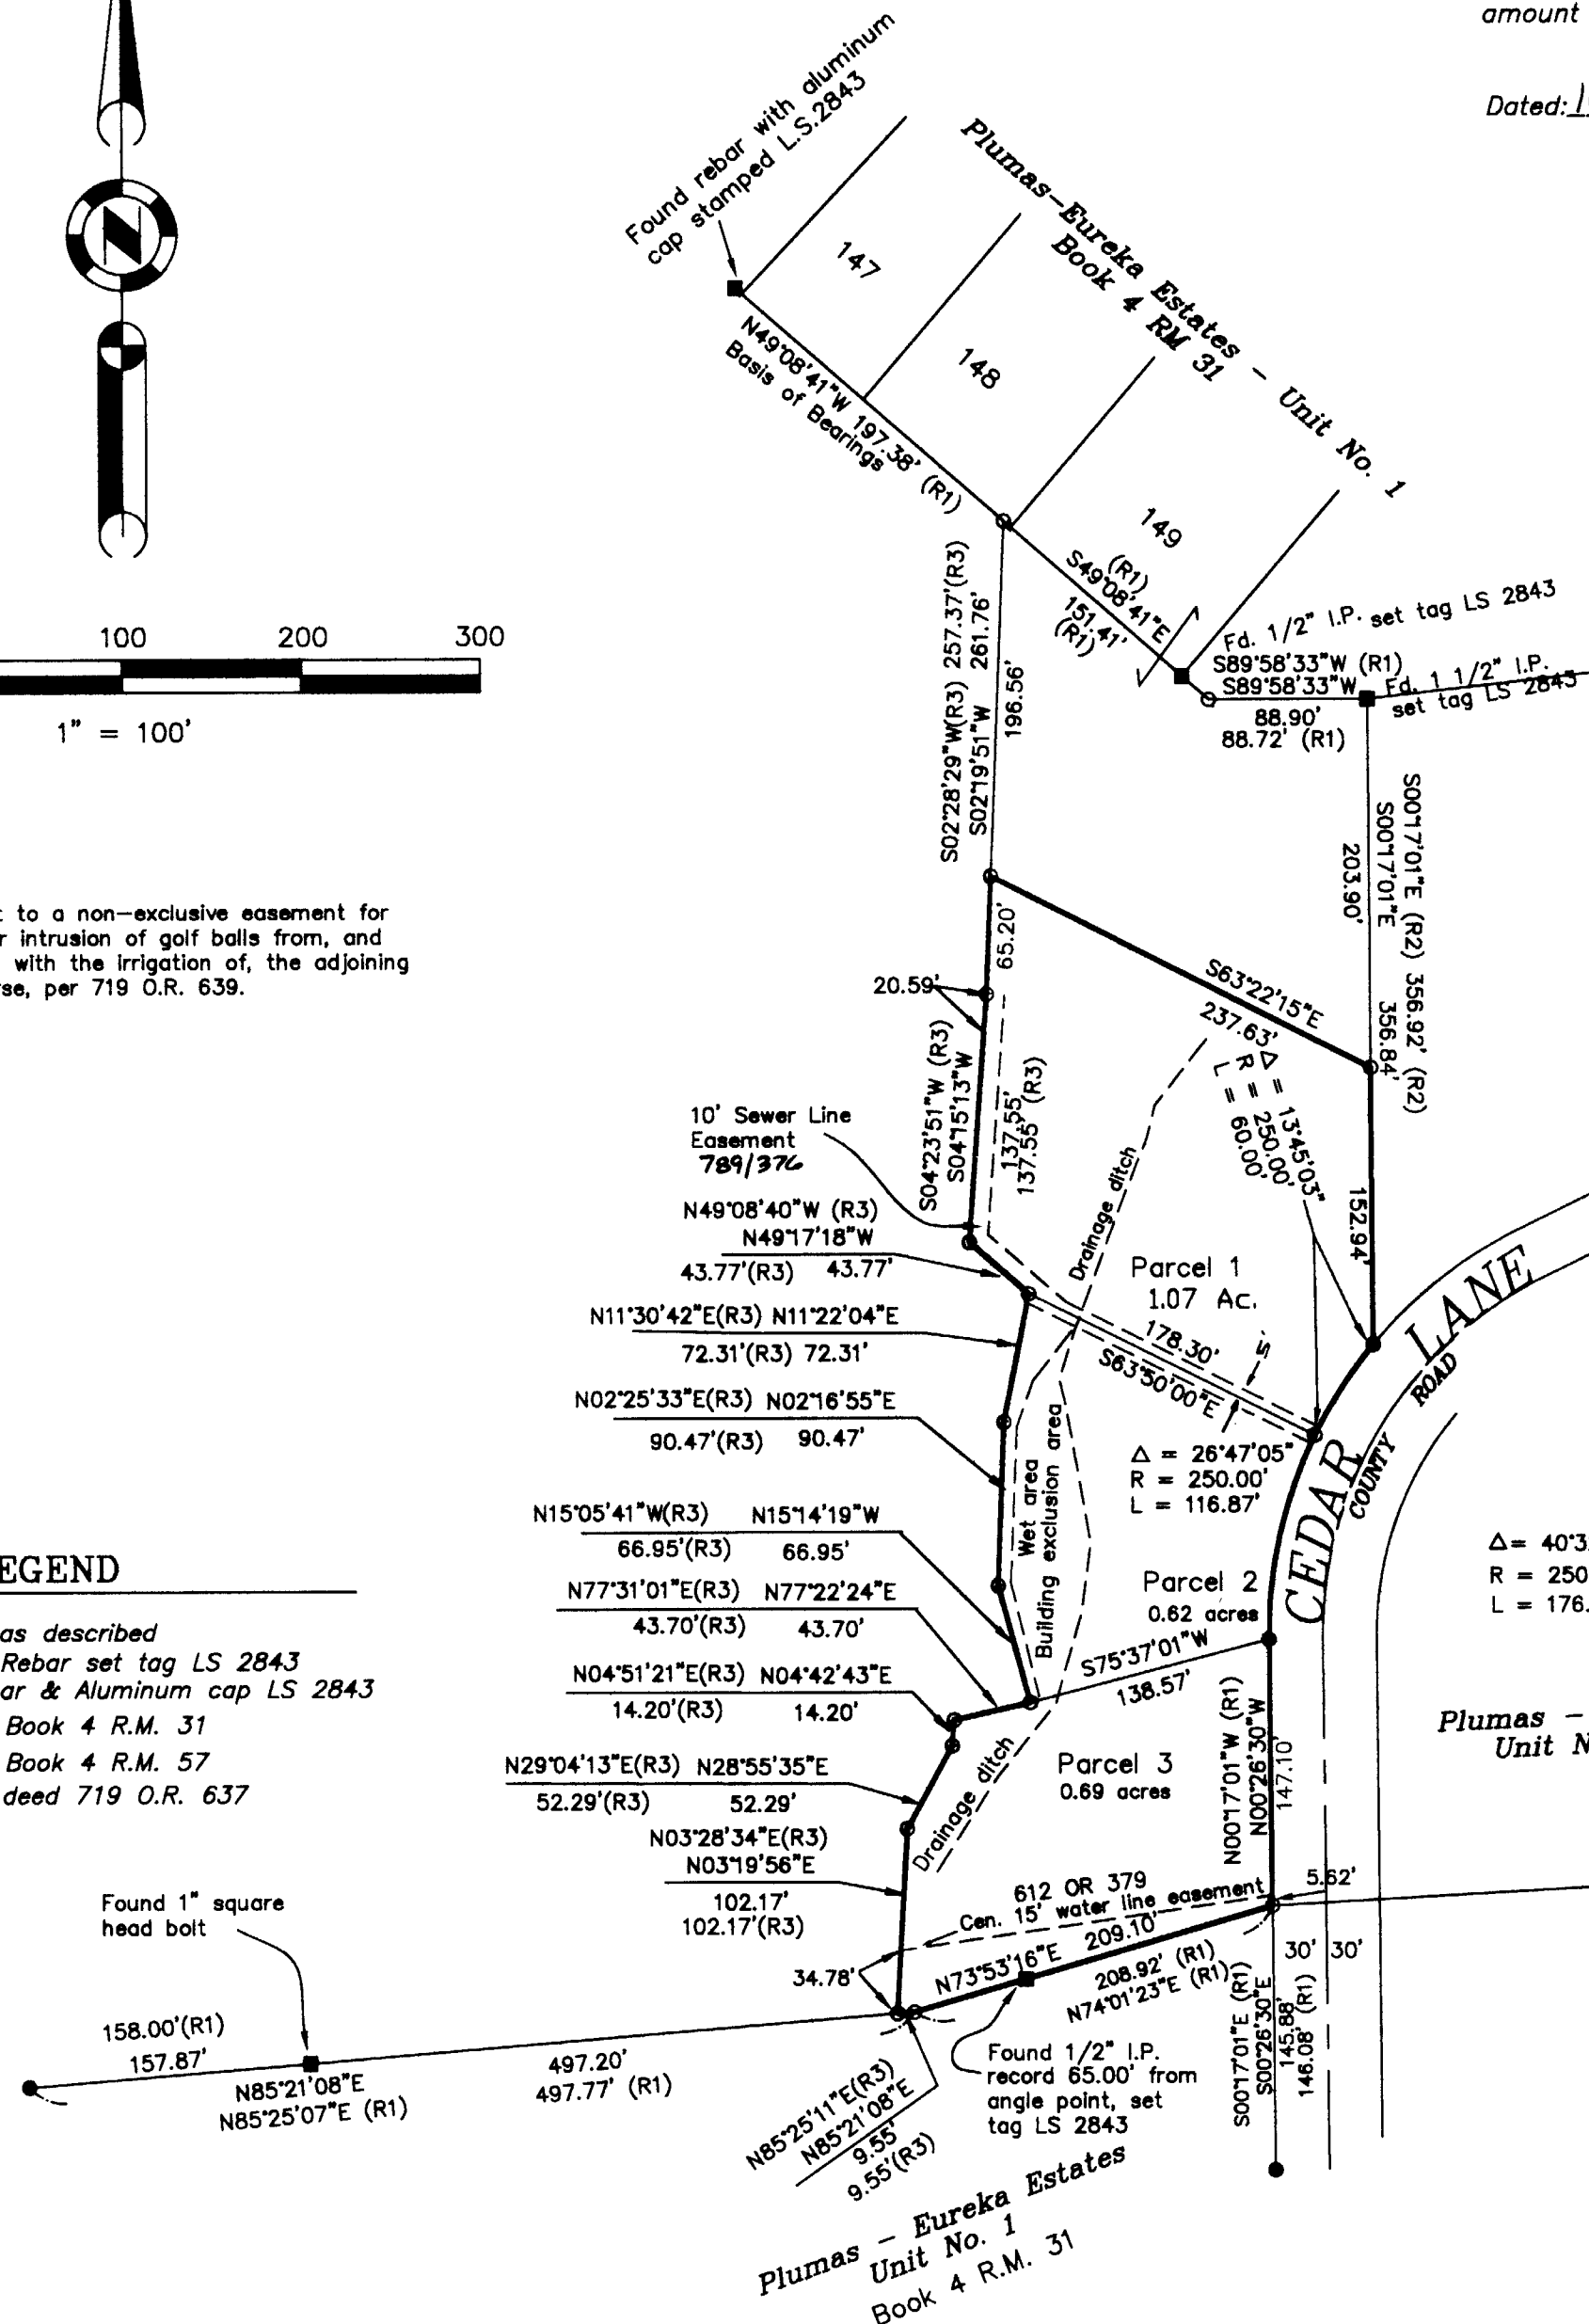 amount
Dated:
Found rebar with aluminum
cap stamped L.S.2843
Plumas-Eureka Estates - Unit No. 1
Book 4 RM 31
147
148
149
N
N49°08'41"W 197.38' (R1)
Basis of Bearings
(R1)
S49°08'41"E
151.41'
(R1)
Fd. 1/2" I.P. set tag LS 2843
S89°58'33"W (R1)
S89°58'33"W
88.90'
88.72' (R1)
Fd. 1 1/2" I.P.
set tag LS 2843
100 200 300
1" = 100'
S02°28'29"W(R3) 257.37'(R3)
S02°19'51"W 261.76'
196.56'
S00°17'01"E (R2) 356.92' (R2)
S00°17'01"E 356.84'
203.90'
t to a non-exclusive easement for
r intrusion of golf balls from, and
with the irrigation of, the adjoining
rse, per 719 O.R. 639.
65.20'
20.59'
S63°22'15"E
237.63'
Δ = 13°45'03"
R = 250.00'
L = 60.00'
152.94'
S04°23'51"W (R3)
S04°15'13"W
137.55'
137.55' (R3)
10' Sewer Line
Easement
789/376
Drainage ditch
N49°08'40"W (R3)
N49°17'18"W
43.77'(R3) 43.77'
Parcel 1
1.07 Ac.
178.30'
S63°50'00"E
N11°30'42"E(R3) N11°22'04"E
72.31'(R3) 72.31'
N02°25'33"E(R3) N02°16'55"E
90.47'(R3) 90.47'
Δ = 26°47'05"
R = 250.00'
L = 116.87'
CEDAR LANE
COUNTY ROAD
N15°05'41"W(R3) N15°14'19"W
66.95'(R3) 66.95'
Wet area
Building exclusion area
Δ= 40°3
R = 250
L = 176.
N77°31'01"E(R3) N77°22'24"E
43.70'(R3) 43.70'
Parcel 2
0.62 acres
S75°37'01"W
138.57'
N04°51'21"E(R3) N04°42'43"E
14.20'(R3) 14.20'
EGEND
as described
Rebar set tag LS 2843
ar & Aluminum cap LS 2843
Book 4 R.M. 31
Book 4 R.M. 57
deed 719 O.R. 637
Plumas -
Unit N
N29°04'13"E(R3) N28°55'35"E
52.29'(R3) 52.29'
Drainage ditch
Parcel 3
0.69 acres
N00°17'01"W (R1)
N00°26'30"W
147.10'
N03°28'34"E(R3)
N03°19'56"E
102.17'
102.17'(R3)
612 OR 379
Cen. 15' water line easement
5.62'
N73°53'16"E 209.10'
208.92' (R1)
N74°01'23"E (R1)
30' 30'
S00°17'01"E (R1)
S00°26'30"E
145.88'
146.08' (R1)
Found 1" square
head bolt
34.78'
158.00'(R1)
157.87'
N85°21'08"E
N85°25'07"E (R1)
497.20'
497.77' (R1)
N85°25'11"E(R3)
N85°21'08"E
9.55'
9.55'(R3)
Found 1/2" I.P.
record 65.00' from
angle point, set
tag LS 2843
Plumas - Eureka Estates
Unit No. 1
Book 4 R.M. 31